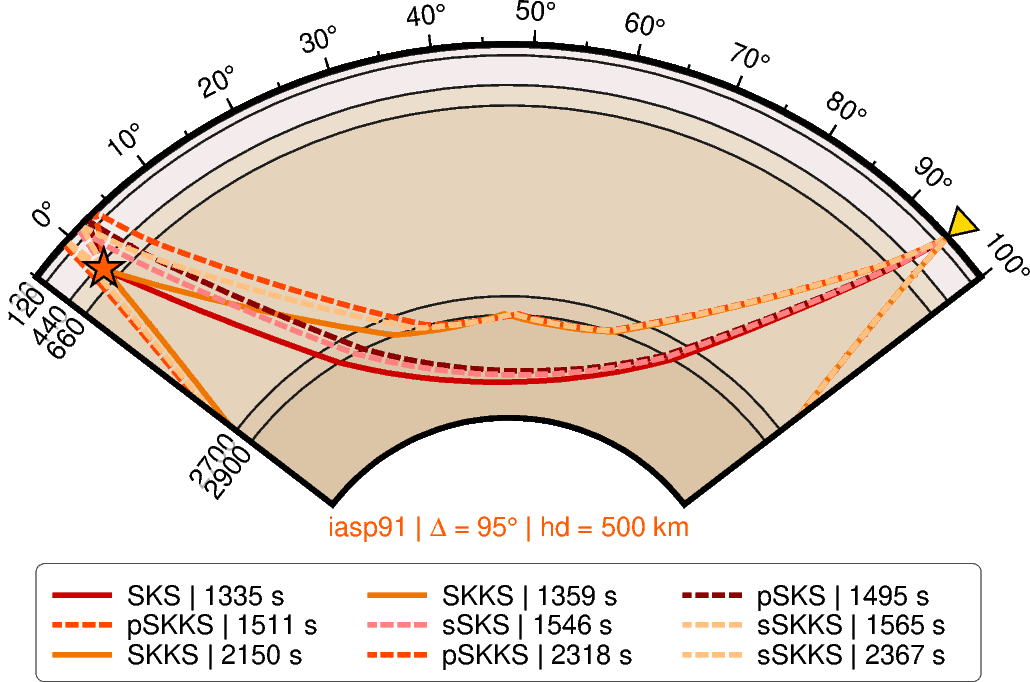 0°
10°
20°
30°
40°
50°
60°
70°
80°
90°
100°
120
440
660
2700
2900
iasp91 | Δ = 95° | hd = 500 km
SKS | 1335 s
SKKS | 1359 s
pSKS | 1495 s
pSKKS | 1511 s
sSKS | 1546 s
sSKKS | 1565 s
SKKS | 2150 s
pSKKS | 2318 s
sSKKS | 2367 s